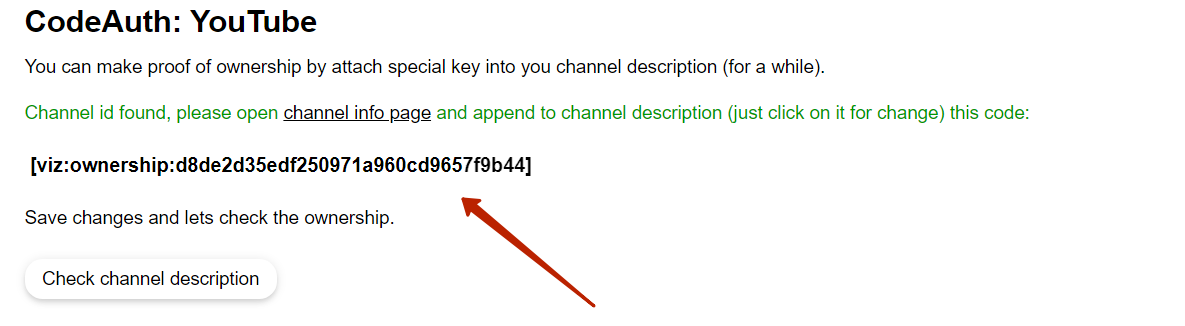 CodeAuth: YouTube
You can make proof of ownership by attach special key into you channel description (for a while).
Channel id found, please open channel info page and append to channel description (just click on it for change) this code:
[viz:ownership:d8de2d35edf250971a960cd9657f9b44]
Save changes and lets check the ownership.
Check channel description